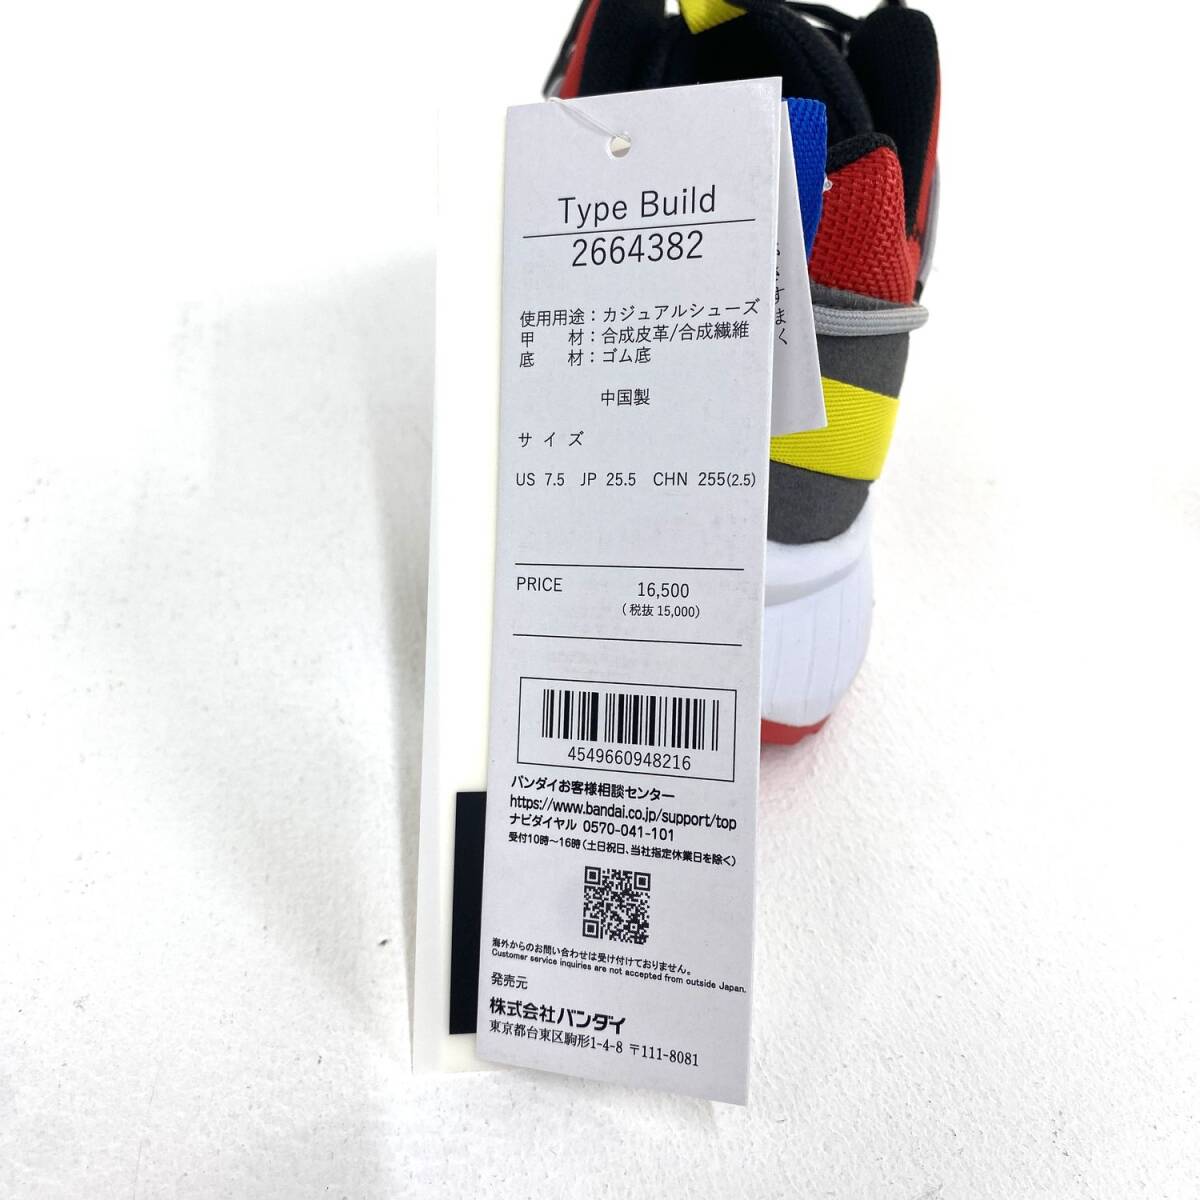 Type Build
2664382
使用用途：カジュアルシューズ
甲　材：合成皮革/合成繊維
底　材：ゴム底
中国製
サイズ
US 7.5 JP 25.5 CHN 255(2.5)
PRICE 16,500
(税抜 15,000)
4549660948216
バンダイお客様相談センター
https://www.bandai.co.jp/support/top
ナビダイヤル 0570-041-101
受付10時〜16時(土日祝日、当社指定休業日を除く)
海外からのお問い合わせは受け付けておりません。
Customer service inquiries are not accepted from outside Japan.
発売元
株式会社バンダイ
東京都台東区駒形1-4-8 〒111-8081